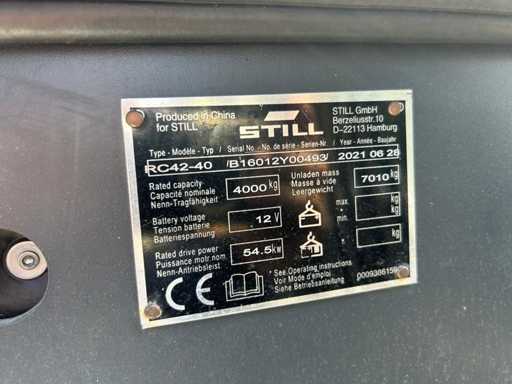 Produced in China
for STILL
STILL
STILL GmbH
Berzeliusstr.10
D-22113 Hamburg
Type - Modèle - Typ / Serial No. - No. de série - Serien-Nr. / Year - Année - Baujahr
RC42-40 /B16012Y00493/ 2021 06 28
Rated capacity
Capacité nominale
Nenn-Tragfähigkeit
4000 kg
Unladen mass
Masse à vide
Leergewicht
7010 kg
Battery voltage
Tension batterie
Batteriespannung
12 V
max.
min.
kg
kg
Rated drive power
Puissance motr.nom.
Nenn-Antriebsleist.
54.5 kw
max.
kg
CE
* See Operating instructions
Voir Mode d'emploi
Siehe Betriebsanleitung